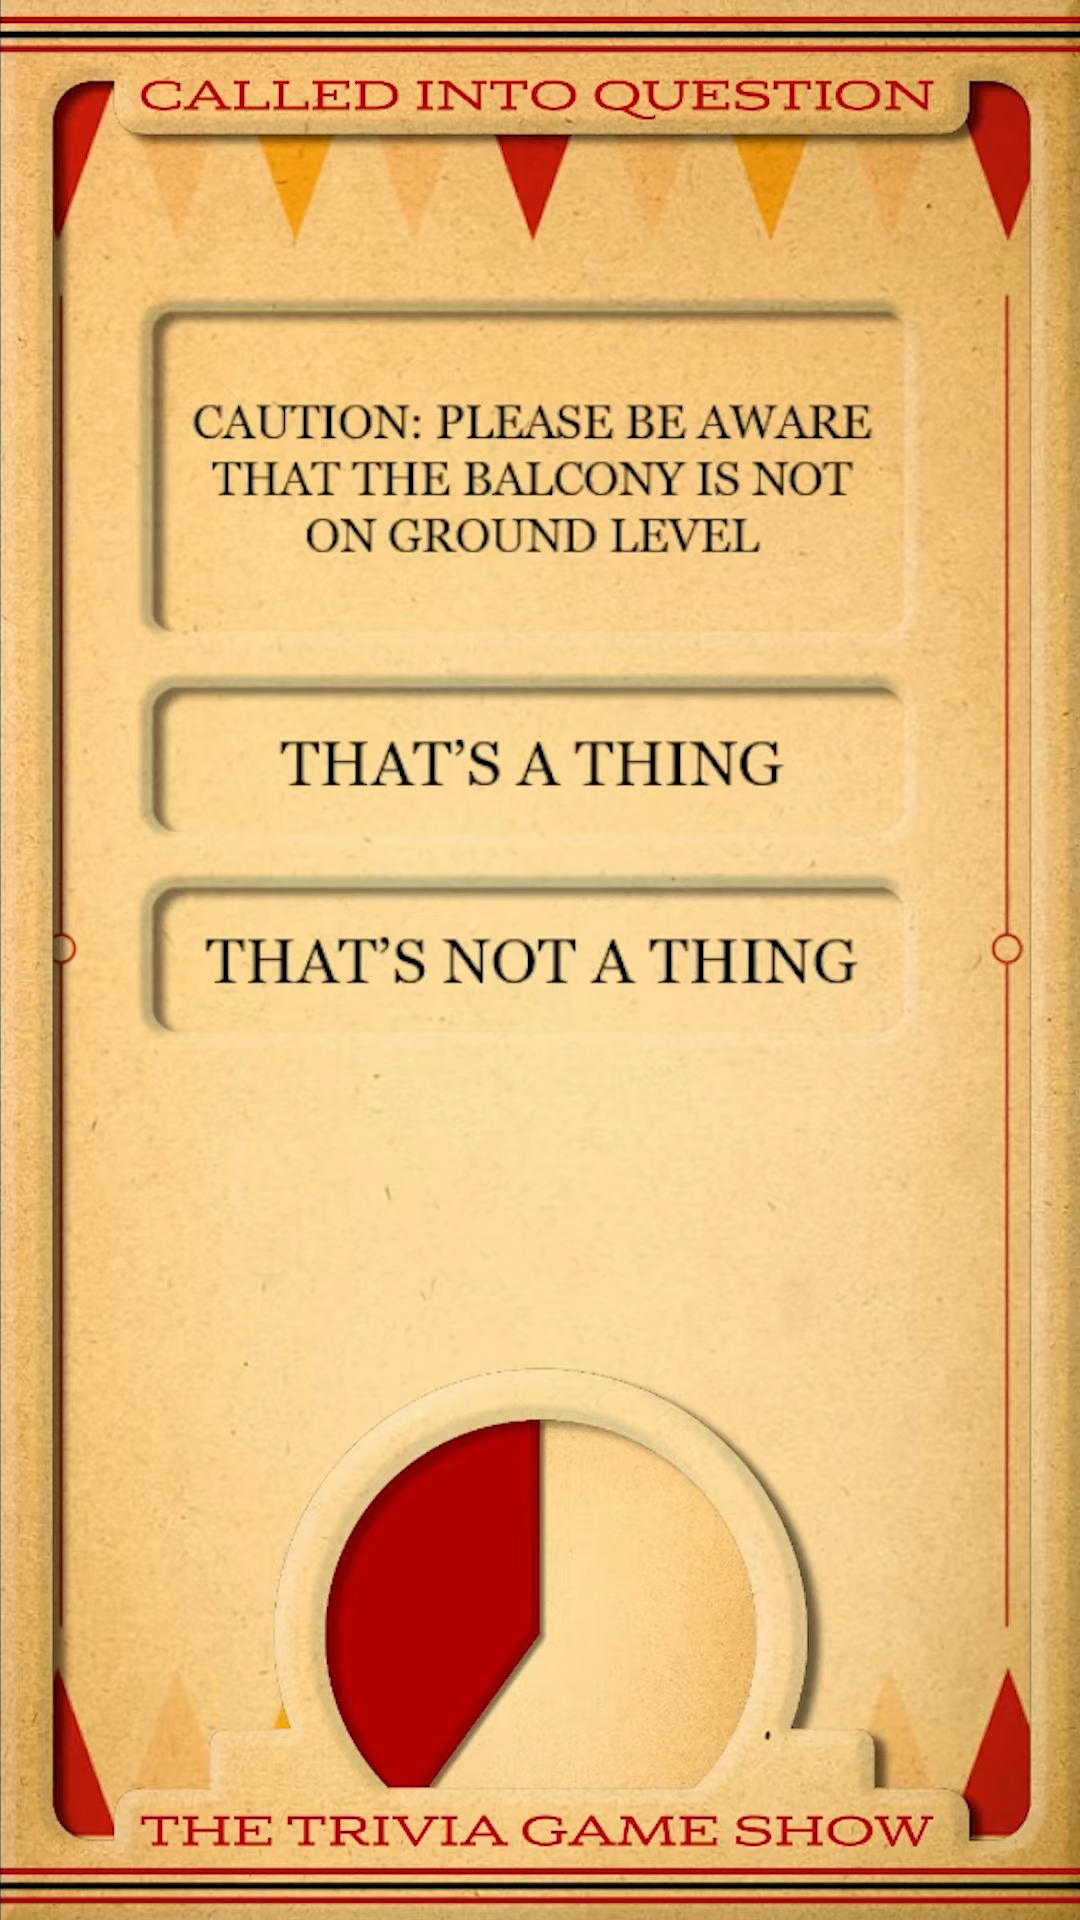 CALLED INTO QUESTION
CAUTION: PLEASE BE AWARE
THAT THE BALCONY IS NOT
ON GROUND LEVEL
THAT’S A THING
THAT’S NOT A THING
THE TRIVIA GAME SHOW